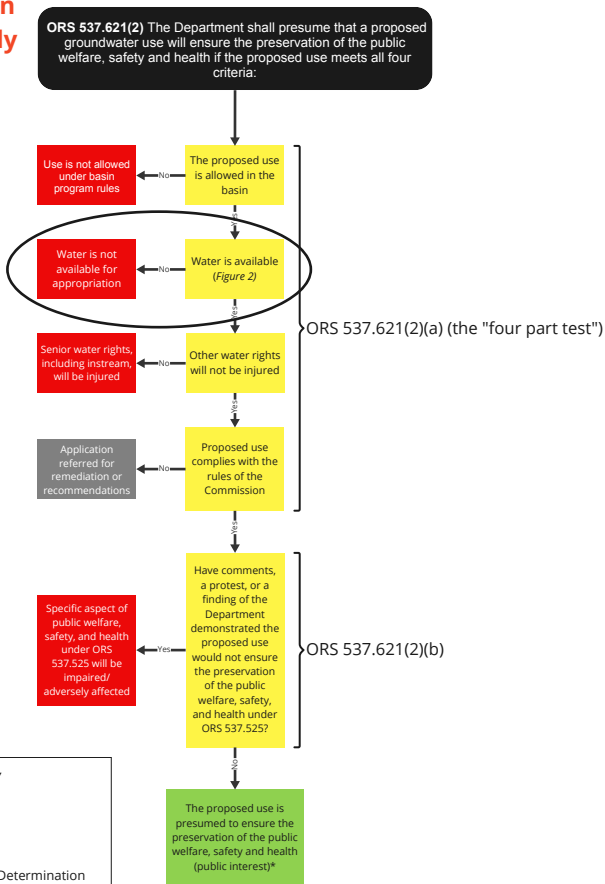 n
ly
ORS 537.621(2) The Department shall presume that a proposed
groundwater use will ensure the preservation of the public
welfare, safety and health if the proposed use meets all four
criteria:
Use is not allowed
under basin
program rules
No
The proposed use
is allowed in the
basin
Yes
Water is not
available for
appropriation
No
Water is available
(Figure 2)
Yes
ORS 537.621(2)(a) (the "four part test")
Senior water rights,
including instream,
will be injured
No
Other water rights
will not be injured
Yes
Application
referred for
remediation or
recommendations
No
Proposed use
complies with the
rules of the
Commission
Yes
Specific aspect of
public welfare,
safety, and health
under ORS
537.525 will be
impaired/
adversely affected
Yes
Have comments,
a protest, or a
finding of the
Department
demonstrated the
proposed use
would not ensure
the preservation
of the public
welfare, safety,
and health under
ORS 537.525?
ORS 537.621(2)(b)
No
The proposed use is
presumed to ensure the
preservation of the public
welfare, safety and health
(public interest)*
Determination